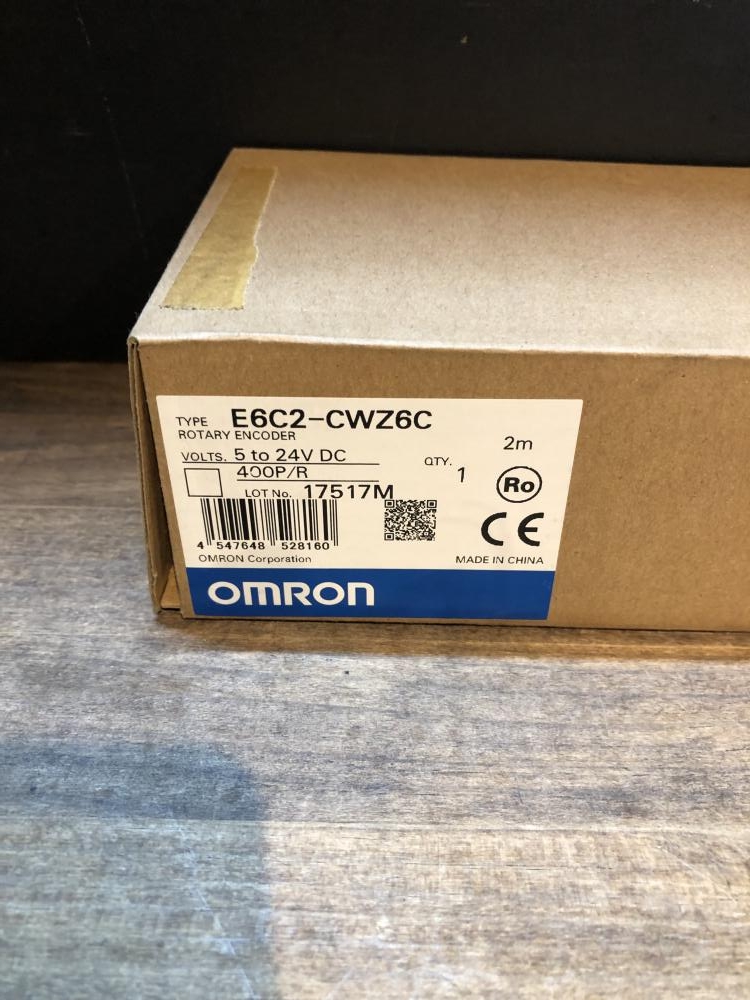 TYPE E6C2-CWZ6C
ROTARY ENCODER
2m
VOLTS. 5 to 24V DC
QTY. 1
400P/R
Ro
LOT No. 17517M
CE
4 547648 528160
OMRON Corporation
MADE IN CHINA
OMRON